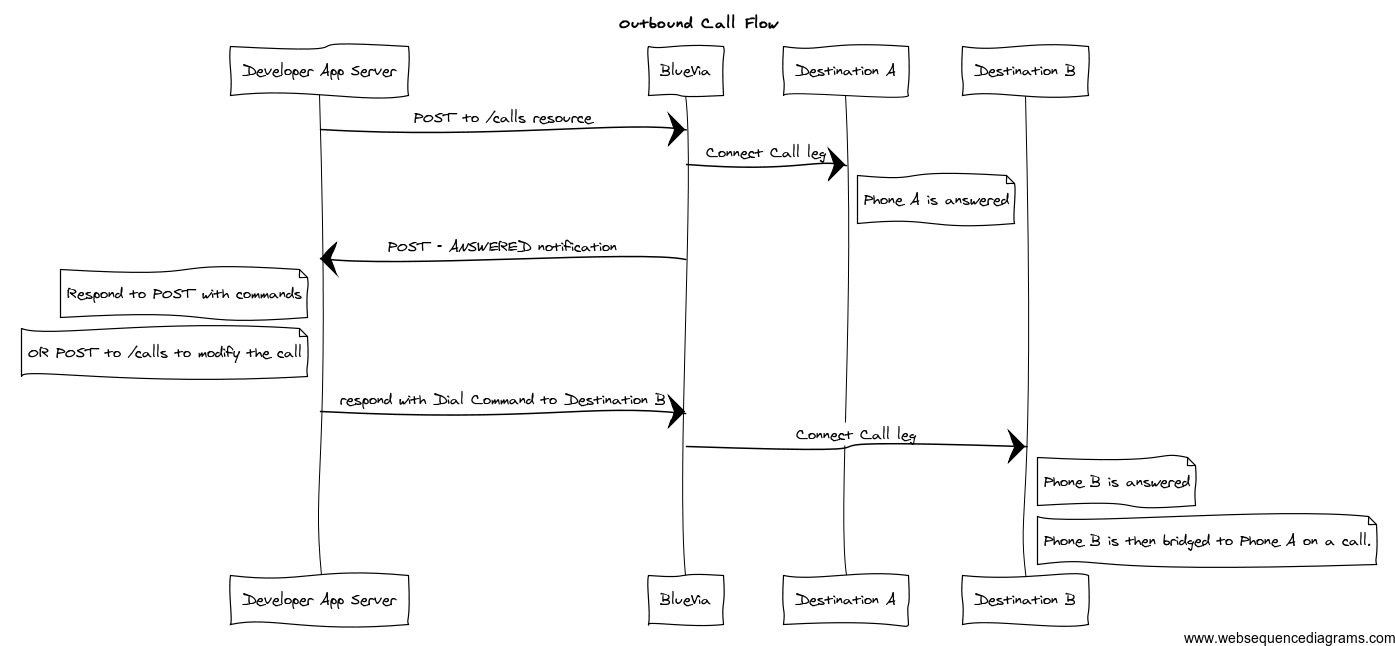 Outbound Call Flow
Developer App Server
BlueVia
Destination A
Destination B
POST to /calls resource
Connect Call leg
Phone A is answered
POST - ANSWERED notification
Respond to POST with commands
OR POST to /calls to modify the call
respond with Dial Command to Destination B
Connect Call leg
Phone B is answered
Phone B is then bridged to Phone A on a call.
Developer App Server
BlueVia
Destination A
Destination B
www.websequencediagrams.com